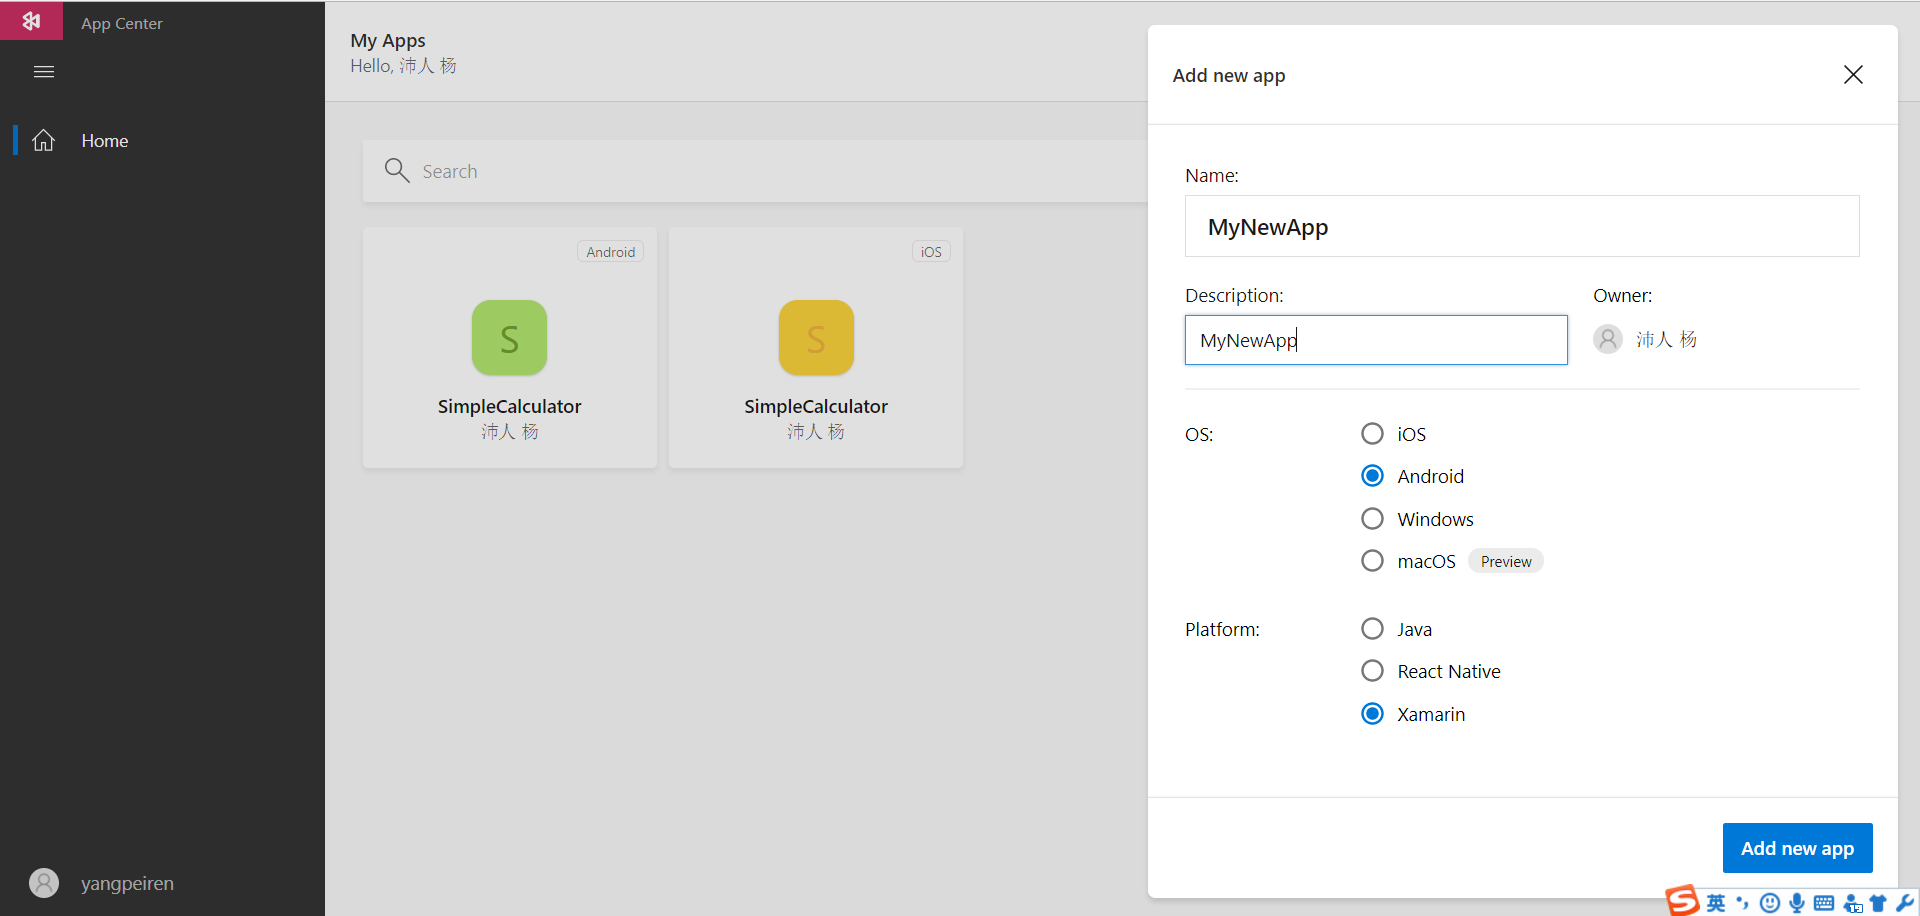 App Center
Home
yangpeiren
My Apps
Hello, 沛人 杨
Search
Android
S
SimpleCalculator
沛人 杨
iOS
S
SimpleCalculator
沛人 杨
Add new app
Name:
MyNewApp
Description:
MyNewApp
Owner:
沛人 杨
OS:
iOS
Android
Windows
macOS Preview
Platform:
Java
React Native
Xamarin
Add new app
S 英